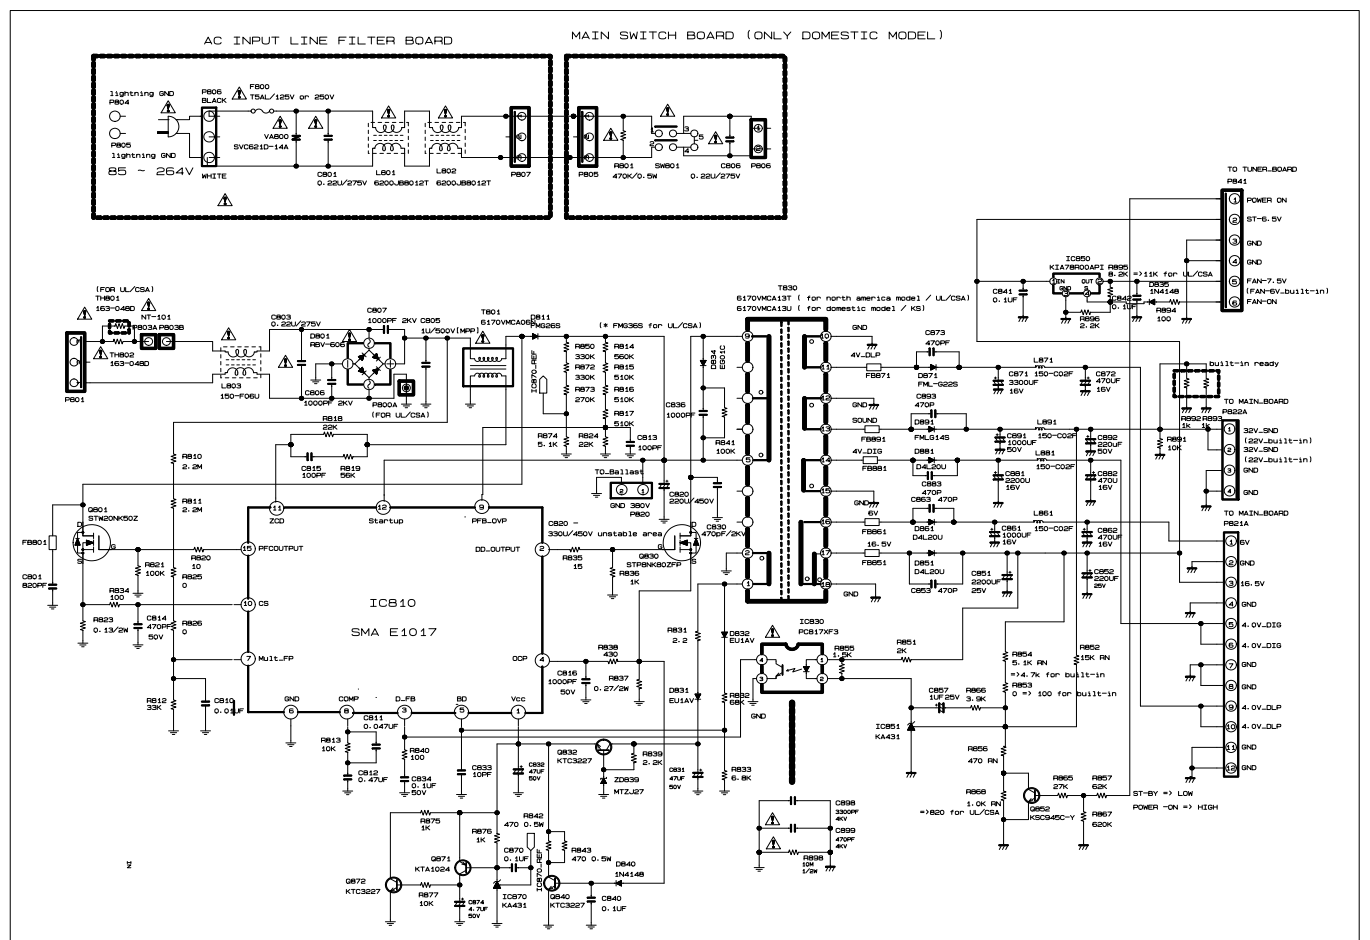 AC INPUT LINE FILTER BOARD
MAIN SWITCH BOARD (ONLY DOMESTIC MODEL)
lightning GND
P804
P805
lightning GND
85 ~ 264V
P806
BLACK
WHITE
F800
T5AL/125V or 250V
VA800
SVC621D-14A
C801
0.22U/275V
L801
6200JB8012T
L802
6200JB8012T
P807
P805
R801
470K/0.5W
SW801
C806
0.22U/275V
P806
TO TUNER_BOARD
P841
POWER ON
ST-6.5V
GND
GND
FAN-7.5V
(FAN-6V_built-in)
FAN-ON
IC850
KIA78R00API
R895
8.2K =>11K for UL/CSA
C841
0.1UF
C842
0.1UF
D835
1N4148
R894
100
R896
2.2K
(FOR UL/CSA)
TH801
163-048D
NT-101
P803A
P803B
TH802
163-048D
P801
L803
150-F06U
C803
0.22/275V
D801
RBV-606
C807
1000PF 2KV
C805
1U/500V(MPP)
C806
1000PF 2KV
P800A
(FOR UL/CSA)
T801
D811
FMG26S
(* FMG36S for UL/CSA)
IC870_REF
R850
330K
R872
330K
R873
270K
R874
5.1K
R814
560K
R815
510K
R816
510K
R817
510K
R824
22K
C813
100PF
D834
EG01C
C836
1000PF
R841
100K
T830
6170VMCA13T ( for north america model / UL/CSA)
6170VMCA13U ( for domestic model / KS)
GND
4V_DLP
FB871
GND
SOUND
FB891
4V_DIG
FB881
GND
6V
FB861
16.5V
FB851
GND
C873
470PF
D871
FML-G22S
C893
470P
D891
FMLG14S
D881
D4L20U
C883
470P
C863
470P
D861
D4L20U
D851
D4L20U
C853
470P
L871
150-C02F
C871
3300UF
16V
C872
470UF
16V
L891
150-C02F
C891
1000UF
50V
C892
220UF
50V
L881
150-C02F
C881
2200U
16V
C882
470U
16V
L861
150-C02F
C861
1000UF
16V
C862
470UF
16V
C851
2200UF
25V
C852
220UF
25V
built-in ready
R892
1k
R893
1k
R891
10K
TO MAIN_BOARD
P822A
32V_SND
(22V_built-in)
32V_SND
(22V_built-in)
GND
GND
TO MAIN_BOARD
P821A
6V
GND
16.5V
GND
4.0V_DIG
4.0V_DIG
GND
GND
4.0V_DLP
4.0V_DLP
GND
GND
R818
22K
C815
100PF
R819
56K
R810
2.2M
R811
2.2M
Q801
STW20NK50Z
FB801
C801
820PF
R821
100K
R820
10
R825
0
R834
100
R823
0.13/2W
C814
470PF
50V
R826
0
R812
33K
C810
IC810
SMA E1017
ZCD
Startup
PFB_OVP
PFCOUTPUT
CS
Mult_FP
GND
COMP
D_FB
BD
Vcc
DD_OUTPUT
OCP
TO_Ballast
GND 380V
P820
C820
220U/450V
C820 -
330U/450V unstable area
R835
15
R836
1K
Q830
STP8NK80ZFP
C830
470pF/2KV
R838
430
C816
1000PF
50V
R837
0.27/2W
R831
2.2
D832
EU1AV
D831
EU1AV
R832
68K
R833
6.8K
IC830
PC817XF3
GND
R855
1.5K
R851
2K
C857
1UF25V
R866
3.9K
IC851
KA431
R854
5.1K RN
=>4.7k for built-in
R853
0 => 100 for built-in
R852
15K RN
R856
470 RN
R868
1.0K RN
=>820 for UL/CSA
Q852
KSC945C-Y
R865
27K
R857
62K
R867
620K
ST-BY => LOW
POWER -ON => HIGH
C811
0.047UF
R813
10K
C812
0.47UF
R840
100
C834
0.1UF
50V
C833
10PF
C832
47UF
50V
Q832
KTC3227
ZD839
MTZJ27
R839
2.2K
C831
47UF
50V
R875
1K
R876
1K
R842
470 0.5W
C870
0.1UF
IC870_REF
R843
470 0.5W
D840
1N4148
Q871
KTA1024
Q872
KTC3227
R877
10K
C874
4.7UF
50V
IC870
KA431
Q840
KTC3227
C840
0.1UF
C898
3300PF
4KV
C899
470PF
4KV
R898
10M
1/2W